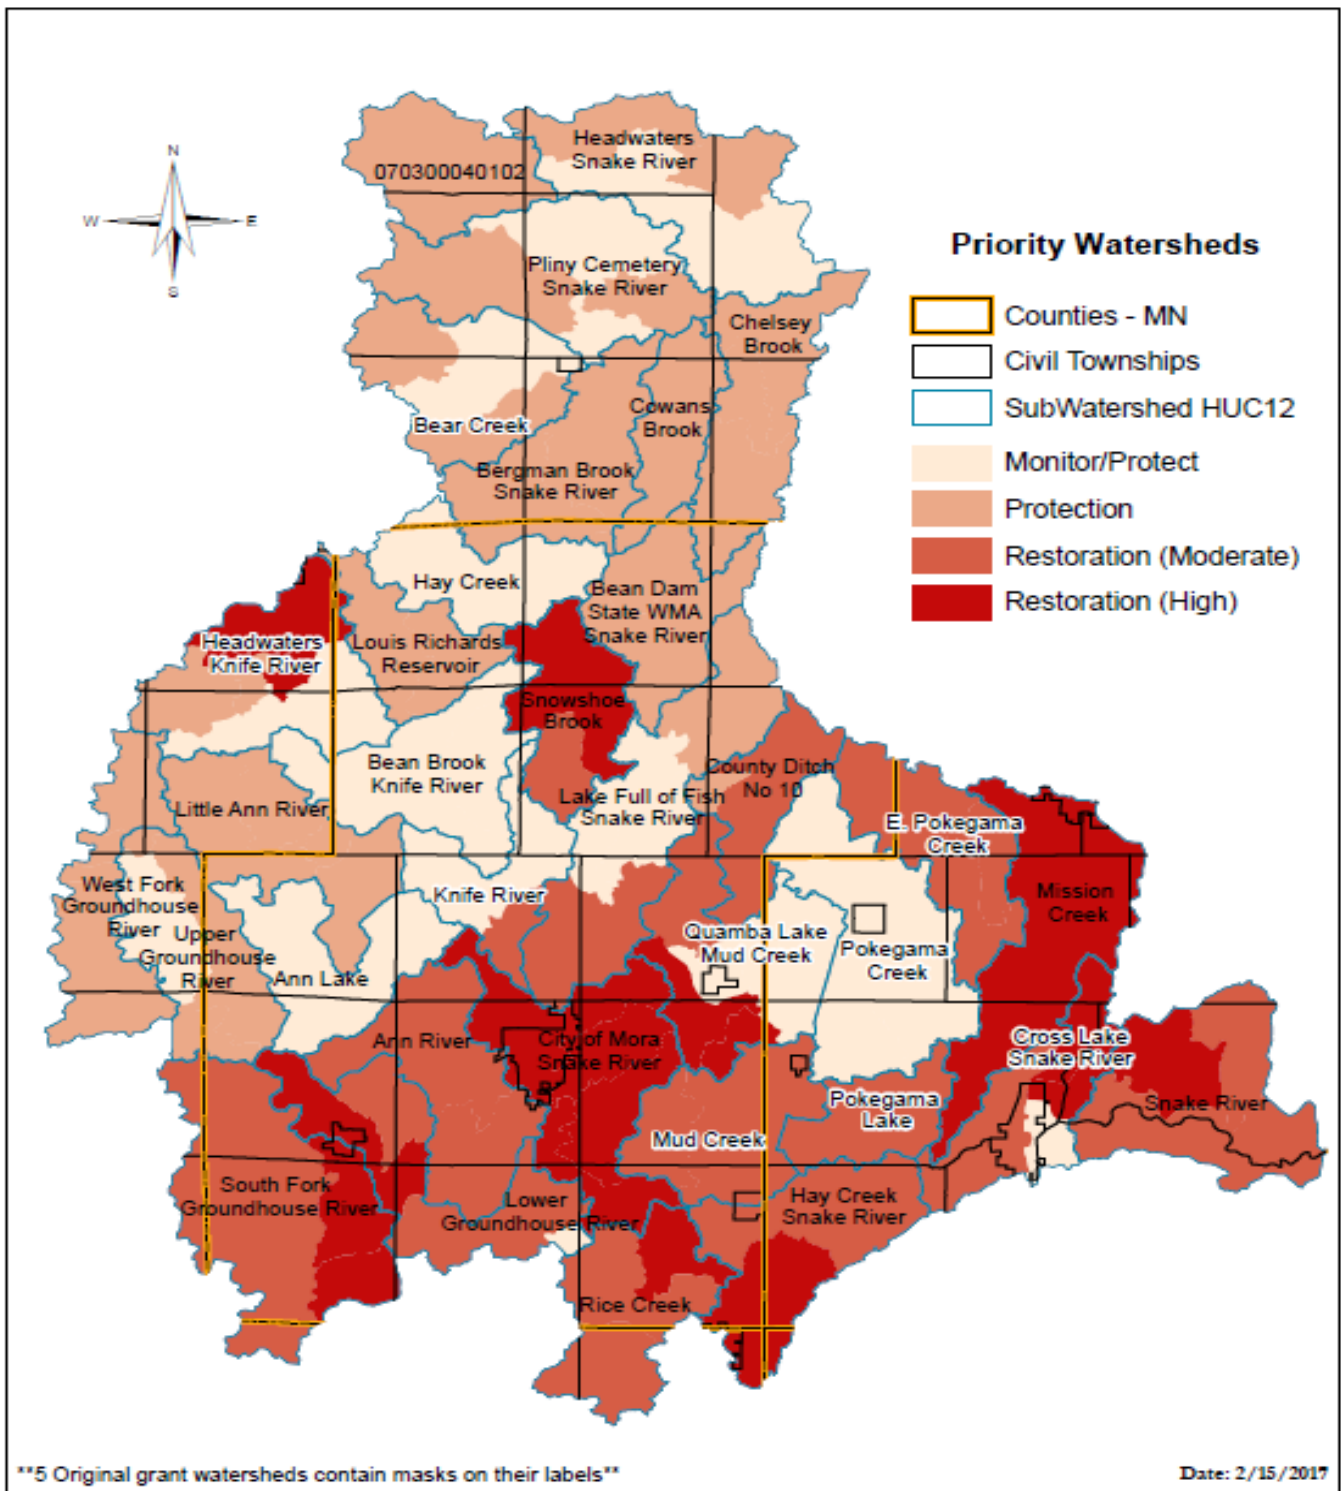 N
W
E
S
Headwaters
Snake River
070300040102
Pliny Cemetery
Snake River
Chelsey
Brook
Cowans
Brook
Bear Creek
Bergman Brook
Snake River
Priority Watersheds
Counties - MN
Civil Townships
SubWatershed HUC12
Monitor/Protect
Protection
Restoration (Moderate)
Restoration (High)
Hay Creek
Bean Dam
State WMA
Snake River
Headwaters
Knife River
Louis Richards
Reservoir
Snowshoe
Brook
Bean Brook
Knife River
County Ditch
No 10
Little Ann River
Lake Full of Fish
Snake River
E. Pokegama
Creek
West Fork
Groundhouse
River
Upper
Groundhouse
River
Knife River
Mission
Creek
Ann Lake
Quamba Lake
Mud Creek
Pokegama
Creek
Ann River
City of Mora
Snake River
Cross Lake
Snake River
Pokegama
Lake
Snake River
Mud Creek
South Fork
Groundhouse River
Lower
Groundhouse River
Hay Creek
Snake River
Rice Creek
**5 Original grant watersheds contain masks on their labels**
Date: 2/15/2017